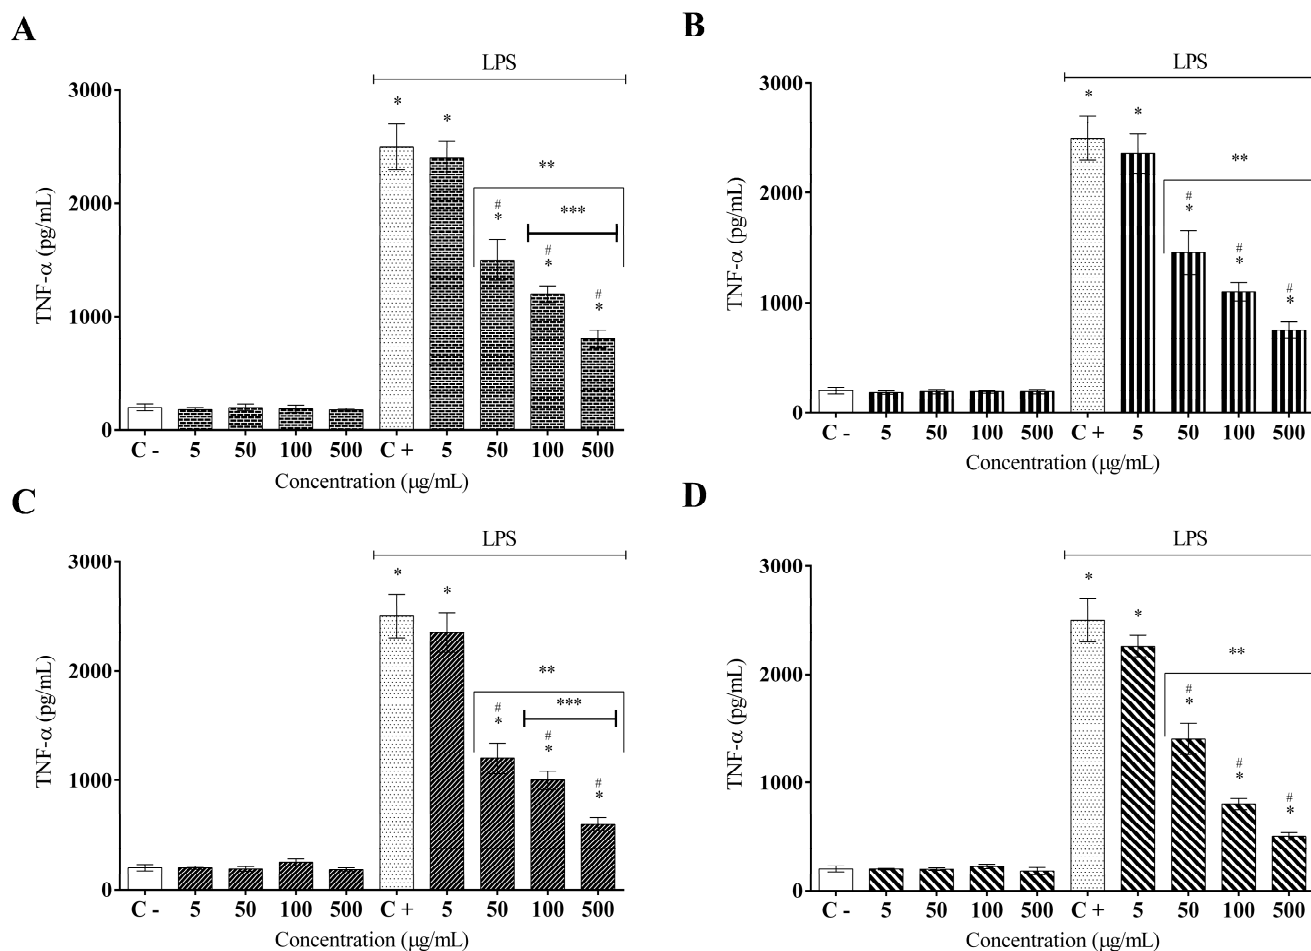 A
LPS
3000
2000
1000
0
TNF-α (pg/mL)
*
*
**
#
*
***
#
*
#
*
C - 5 50 100 500 C + 5 50 100 500
Concentration (μg/mL)
B
LPS
3000
2000
1000
0
TNF-α (pg/mL)
*
*
**
#
*
#
*
#
*
C - 5 50 100 500 C + 5 50 100 500
Concentration (μg/mL)
C
LPS
3000
2000
1000
0
TNF-α (pg/mL)
*
*
**
***
#
*
#
*
#
*
C - 5 50 100 500 C + 5 50 100 500
Concentration (μg/mL)
D
LPS
3000
2000
1000
0
TNF-α (pg/mL)
*
*
**
#
*
#
*
#
*
C - 5 50 100 500 C + 5 50 100 500
Concentration (μg/mL)